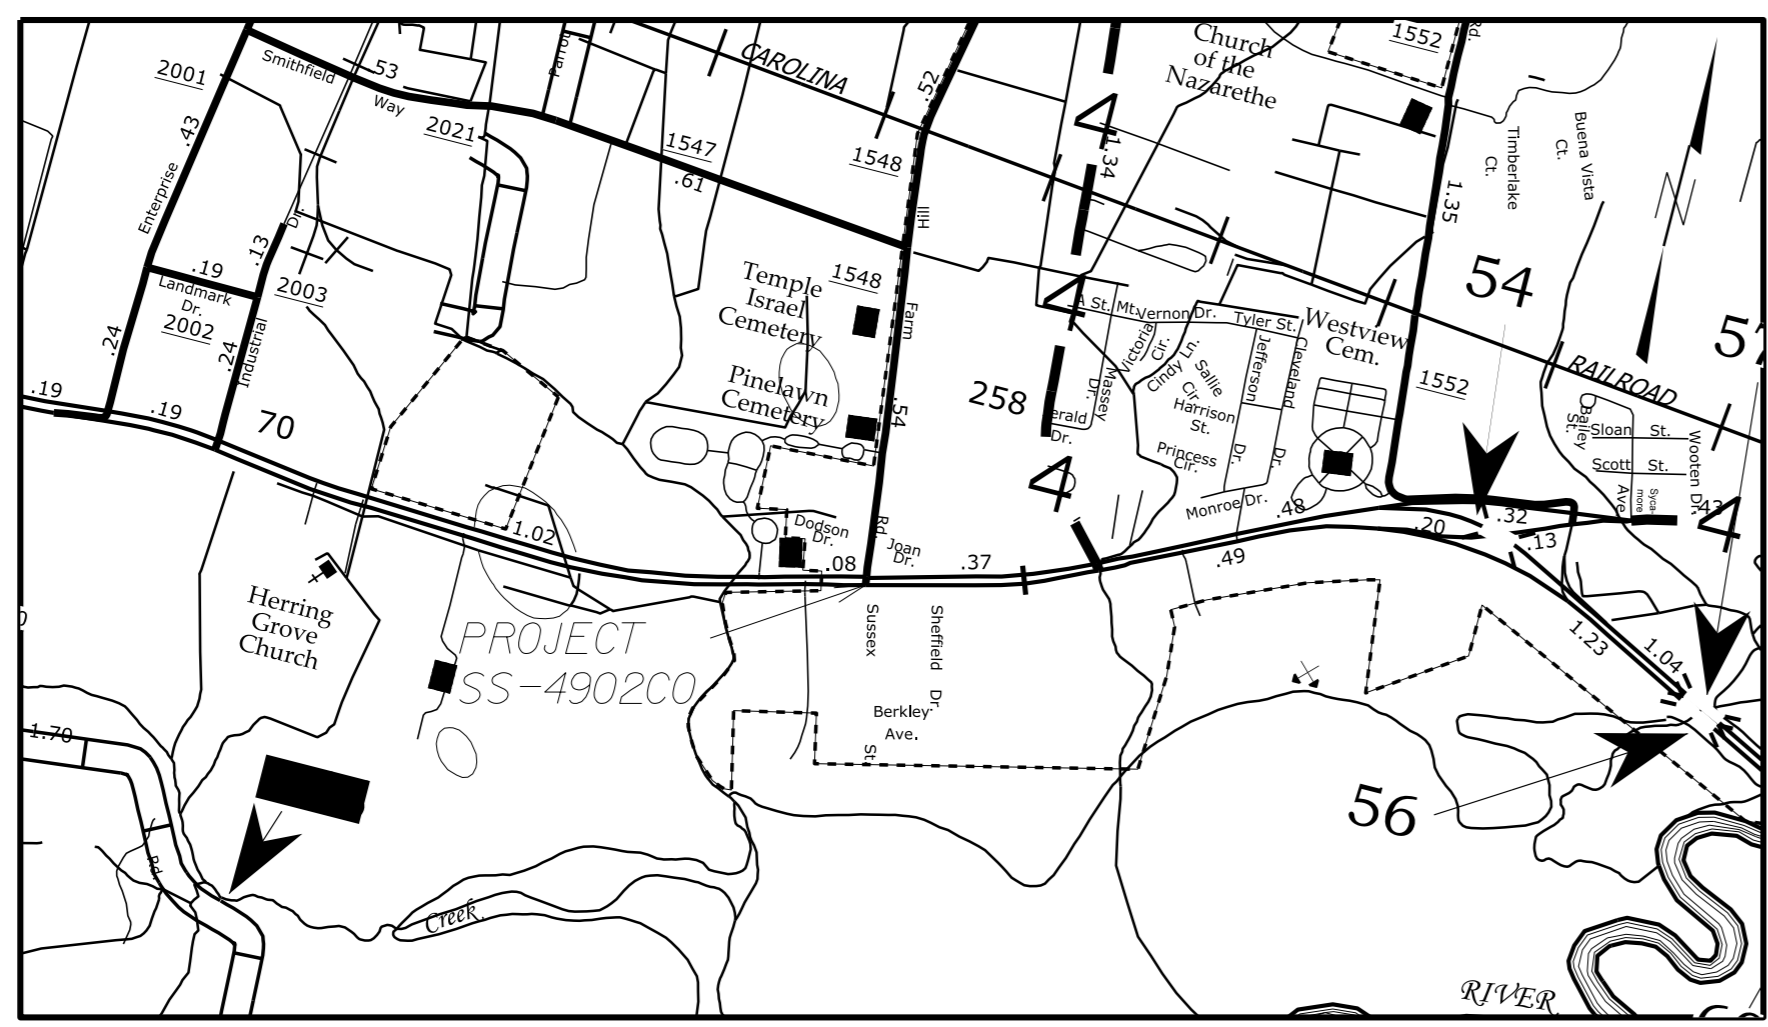 2001
Smithfield
.53
Way
2021
CAROLINA
.52
Church
of the
Nazarethe
1552
Rd.
.43
Enterprise
1547
.61
1548
Hill
1.34
1.35
Timberlake
Ct.
Buena Vista
Ct.
.19
Landmark
Dr.
2002
.13
Dr.
2003
.24
.24
Industrial
Temple
Israel
Cemetery
1548
Farm
Pinelawn
Cemetery
.54
258
A St.
Mt.
Vernon Dr.
Tyler St.
Victoria
Cir.
Cindy Ln.
Sallie
Cir.
Massey
Dr.
erald
Dr.
Harrison
St.
Princess
Cir.
Jefferson
Dr.
Cleveland
Dr.
Monroe Dr.
Westview
Cem.
54
57
1552
RAILROAD
Bailey
St.
Sloan St.
Scott St.
Ave
Syca-
more
Wooten Dr.
.43
.19
.19
70
1.02
Dodson
Dr.
.08
Rd.
Joan
Dr.
.37
.48
.49
.20
.32
.13
Herring
Grove
Church
PROJECT
SS-4902CO
Sussex
St.
Sheffield
Dr.
Berkley
Ave.
1.23
1.04
1.70
Rd.
56
Creek
RIVER